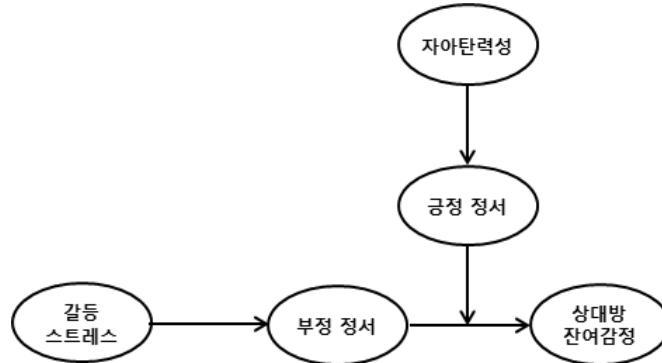 자아탄력성
긍정 정서
갈등
스트레스
부정 정서
상대방
잔여감정